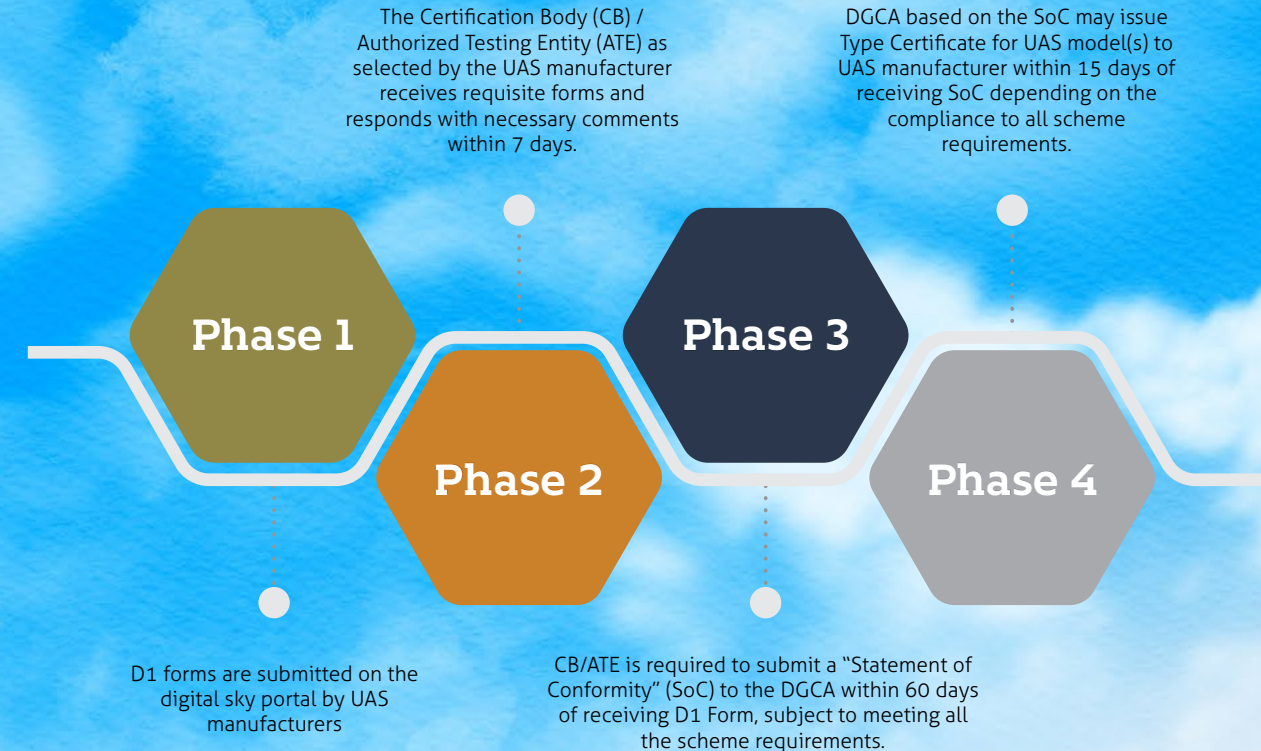 The Certification Body (CB) /
Authorized Testing Entity (ATE) as
selected by the UAS manufacturer
receives requisite forms and
responds with necessary comments
within 7 days.
DGCA based on the SoC may issue
Type Certificate for UAS model(s) to
UAS manufacturer within 15 days of
receiving SoC depending on the
compliance to all scheme
requirements.
Phase 1
Phase 2
Phase 3
Phase 4
D1 forms are submitted on the
digital sky portal by UAS
manufacturers
CB/ATE is required to submit a “Statement of
Conformity” (SoC) to the DGCA within 60 days
of receiving D1 Form, subject to meeting all
the scheme requirements.